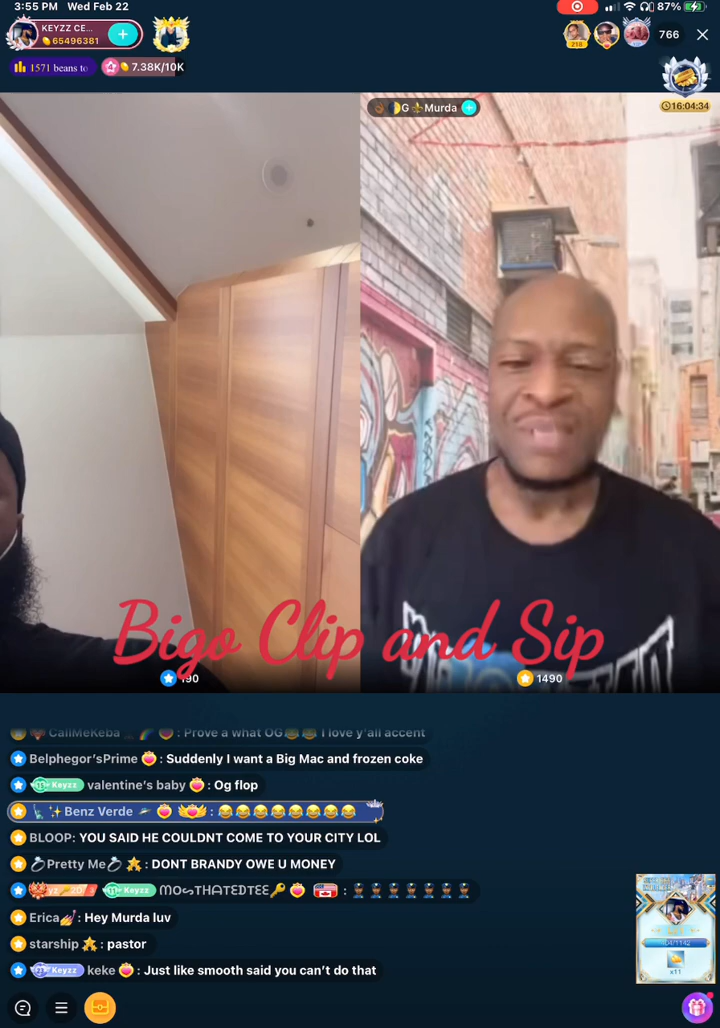 3:55 PM Wed Feb 22
87%
KEYZZ CE...
65496381
218
766
1571 beans to
7.38K/10K
G Murda
16:04:34
Bigo Clip and Sip
190
1490
CallMeKeba : Prove a what OG😂😂 I love y'all accent
Belphegor'sPrime : Suddenly I want a Big Mac and frozen coke
Keyzz valentine's baby : Og flop
Benz Verde : 😂😂😂😂😂😂😂😂
BLOOP: YOU SAID HE COULDNT COME TO YOUR CITY LOL
💍Pretty Me💍 : DONT BRANDY OWE U MONEY
Keyzz ᗰOᔕTHᗩTEᗪTEE🔑 :
Erica💅🏾: Hey Murda luv
starship : pastor
Keyzz keke : Just like smooth said you can't do that
x11